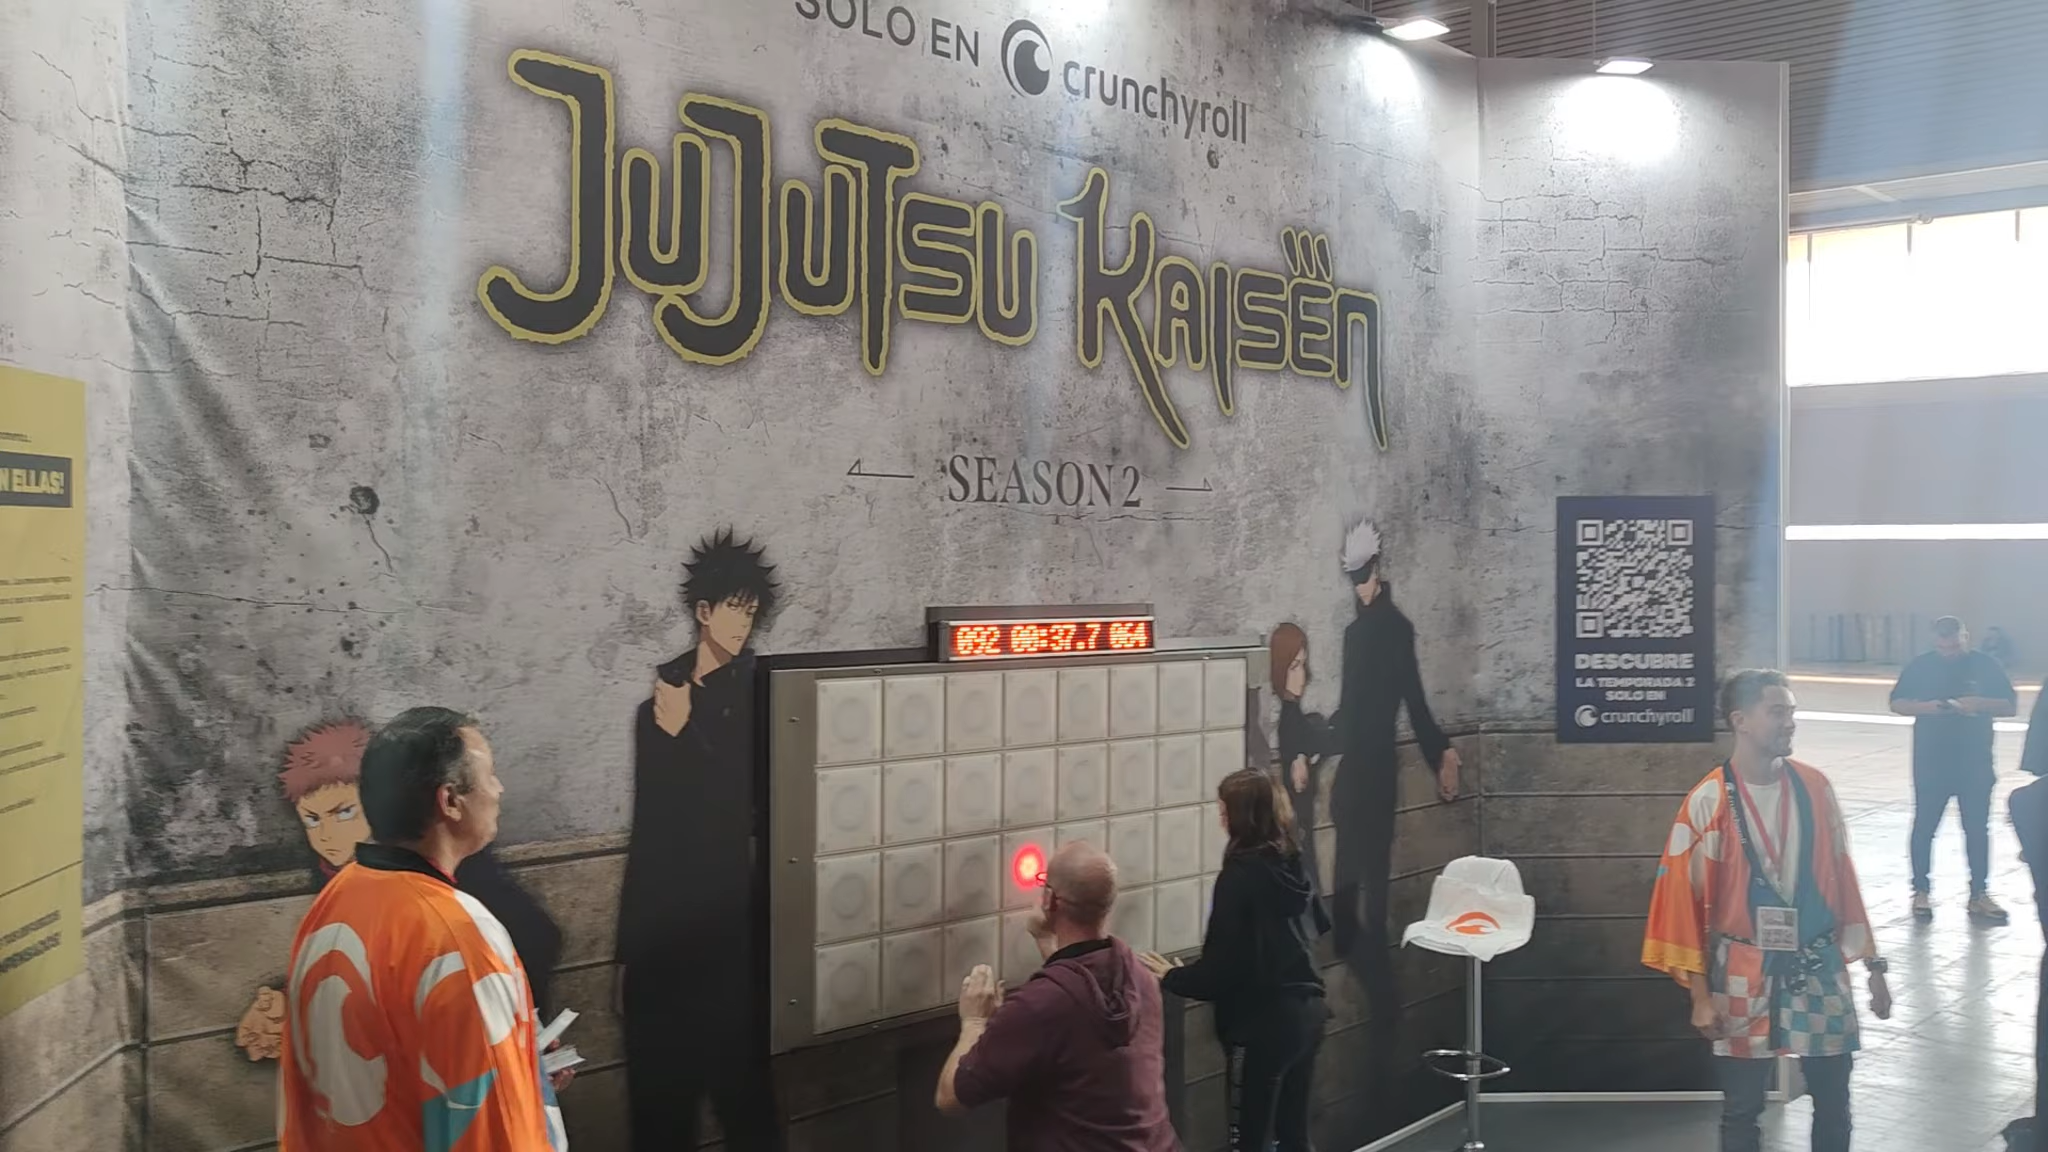 SOLO EN crunchyroll
JUJUTSU KAISEN
SEASON 2
092 00:37.7 064
N ELLAS!
DESCUBRE
LA TEMPORADA 2
SOLO EN
crunchyroll